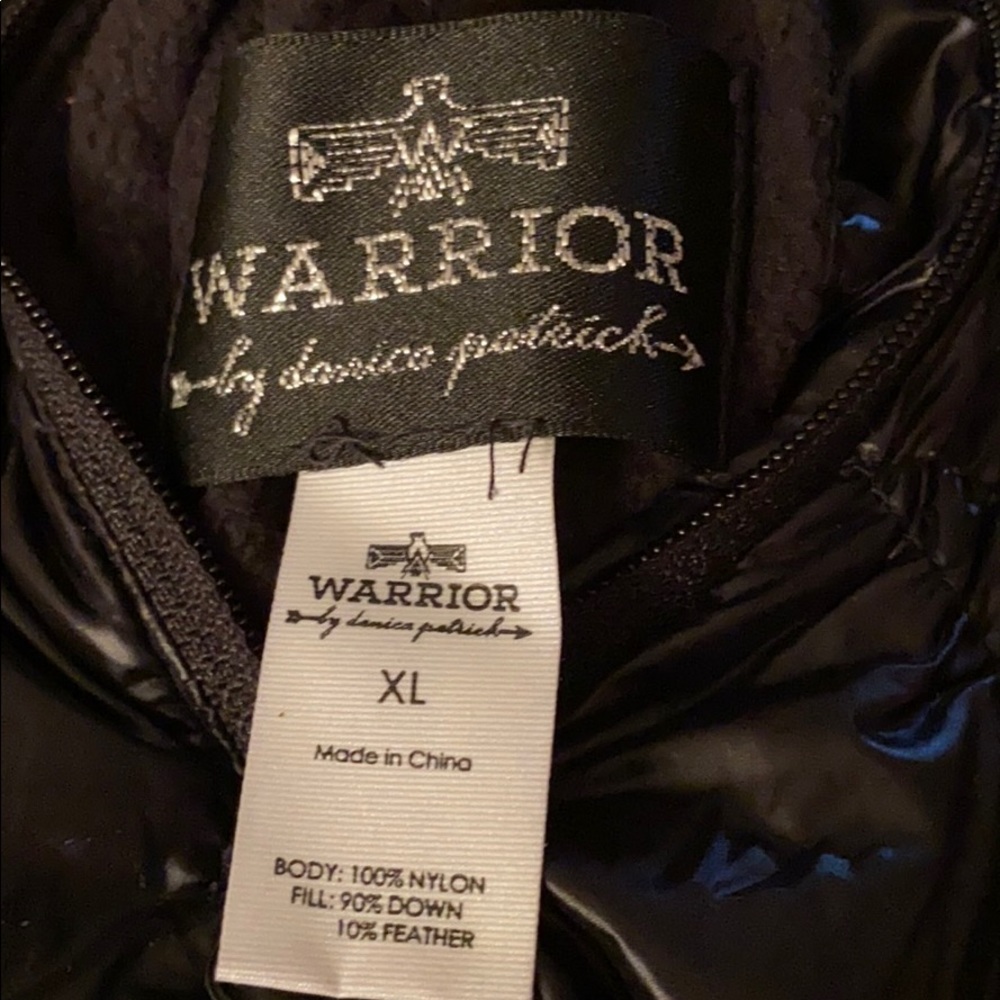 WARRIOR
by danica patrick
WARRIOR
by danica patrick
XL
Made in China
BODY: 100% NYLON
FILL: 90% DOWN
10% FEATHER